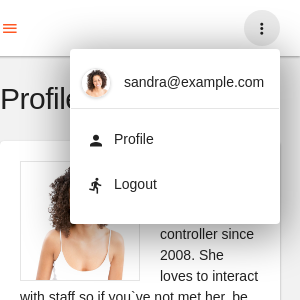 sandra@example.com
Profile
Profile
Logout
controller since
2008. She
loves to interact
with staff so if you`ve not met her, be